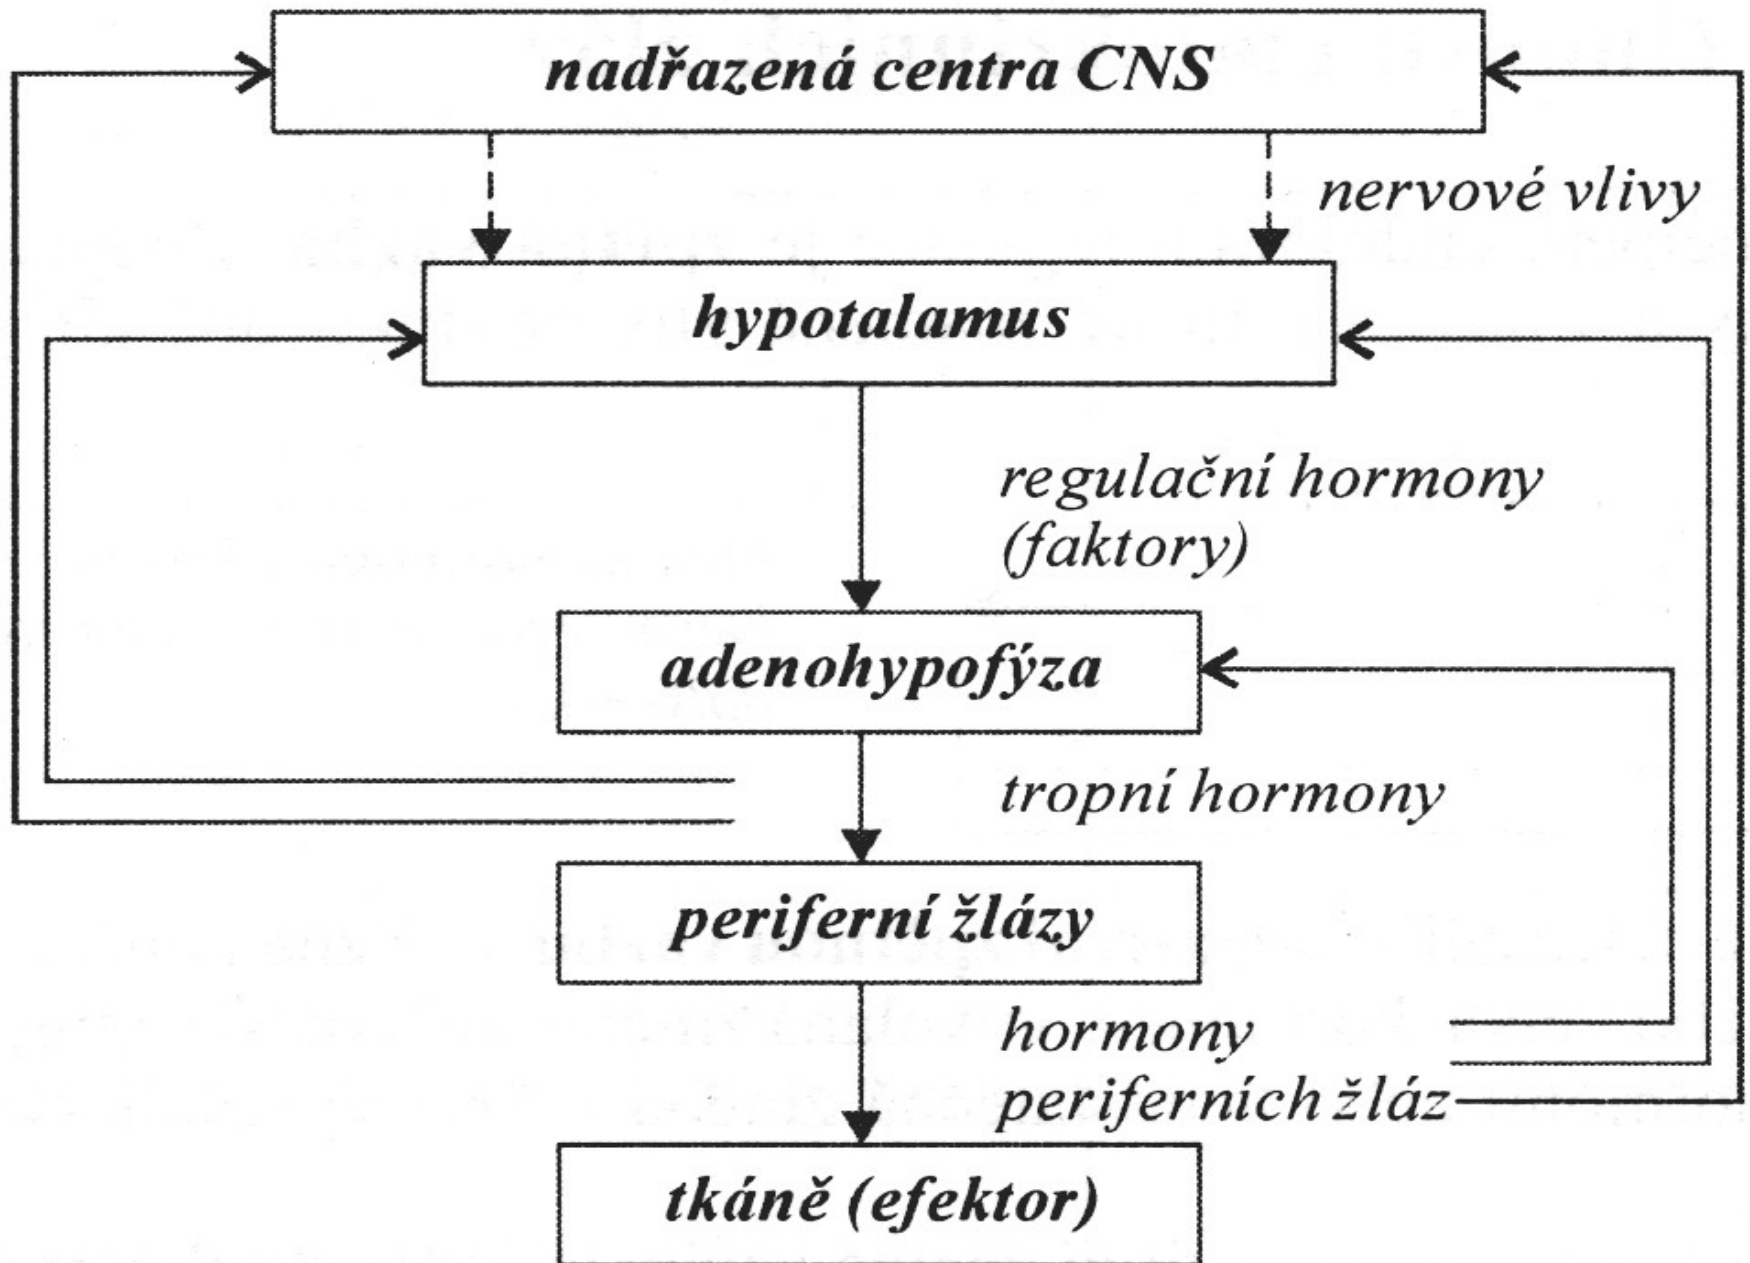 nadřazená centra CNS
nervové vlivy
hypotalamus
regulační hormony
(faktory)
adenohypofýza
tropní hormony
periferní žlázy
hormony
periferních žláz
tkáně (efektor)